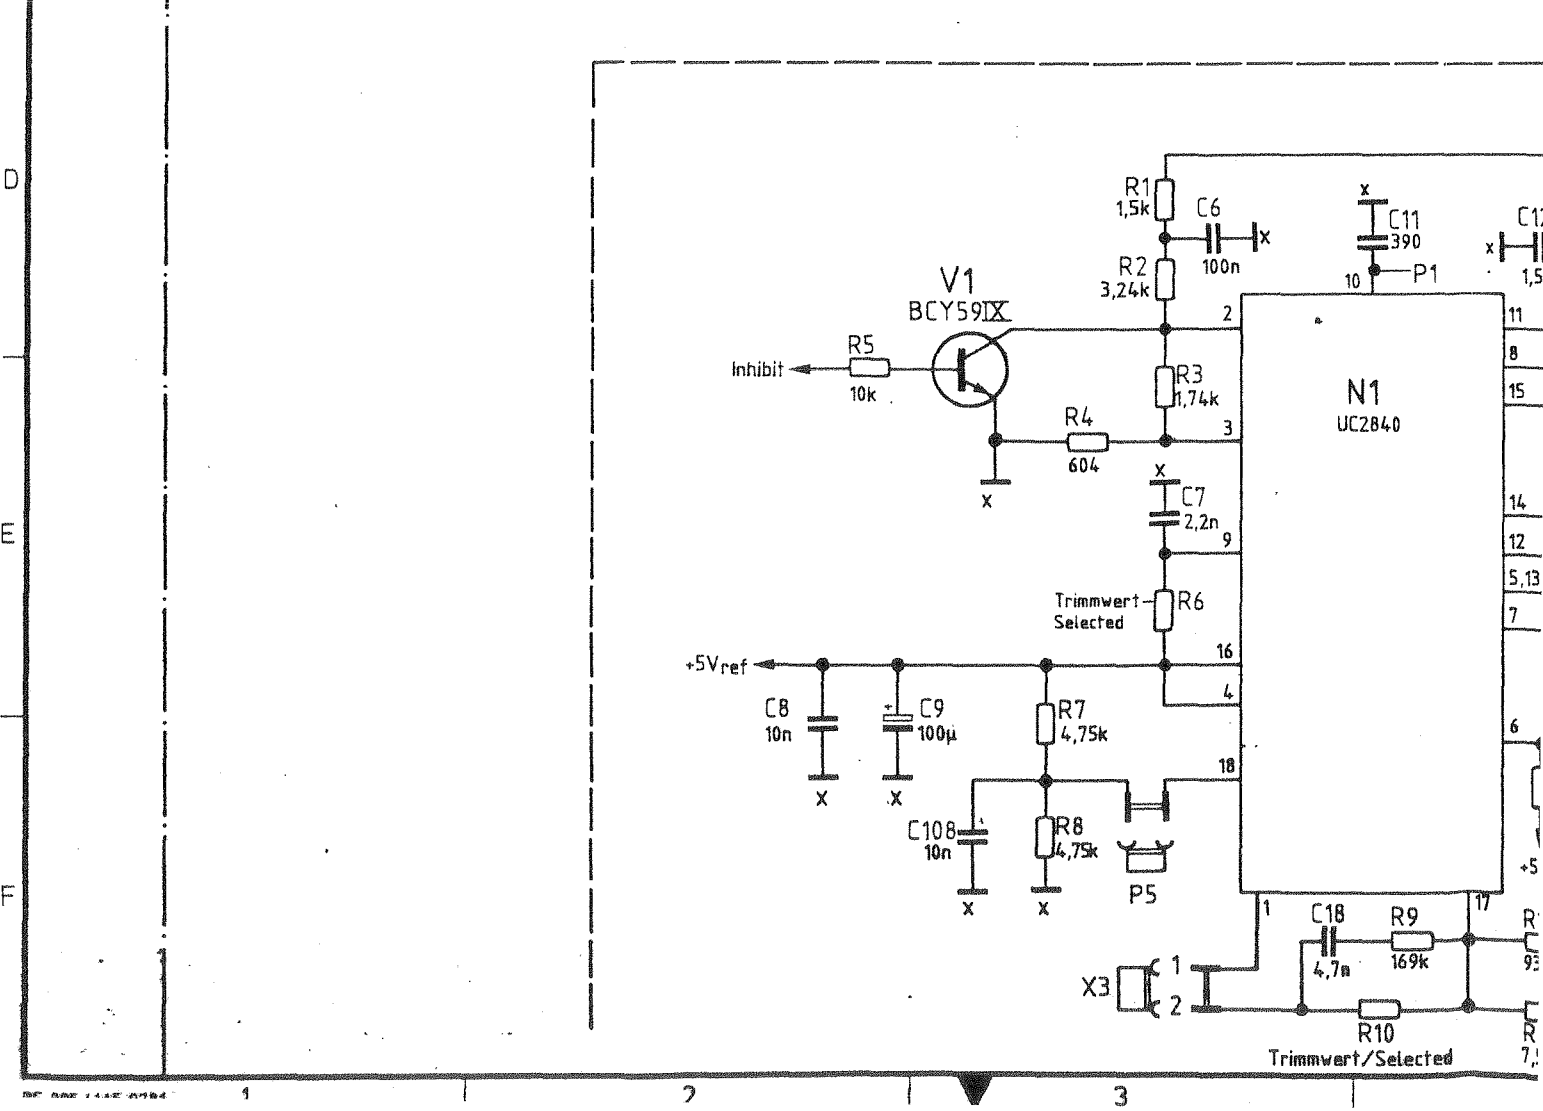 D
R1
1,5k
C6
100n
x
x
C11
390
x
R2
3,24k
10
P1
V1
BCY59IX
2
11
R5
Inhibit
10k
8
R3
1,74k
N1
UC2840
15
R4
604
3
x
x
C7
2,2n
14
E
9
12
Trimmwert
Selected
R6
5,13
7
+5Vref
16
4
C8
10n
+
C9
100µ
R7
4,75k
6
18
x
x
C108
10n
R8
4,75k
+5
F
x
x
P5
1
17
C18
4,7n
R9
169k
X3
1
2
R10
Trimmwert/Selected
1
2
3